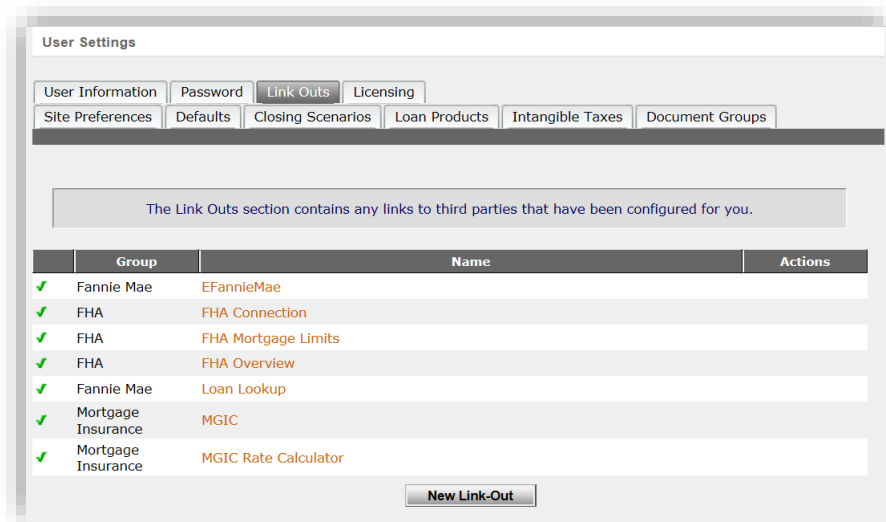 User Settings
User Information Password Link Outs Licensing
Site Preferences Defaults Closing Scenarios Loan Products Intangible Taxes Document Groups
The Link Outs section contains any links to third parties that have been configured for you.
Group Name Actions
Fannie Mae EFannieMae
FHA FHA Connection
FHA FHA Mortgage Limits
FHA FHA Overview
Fannie Mae Loan Lookup
Mortgage
Insurance MGIC
Mortgage
Insurance MGIC Rate Calculator
New Link-Out